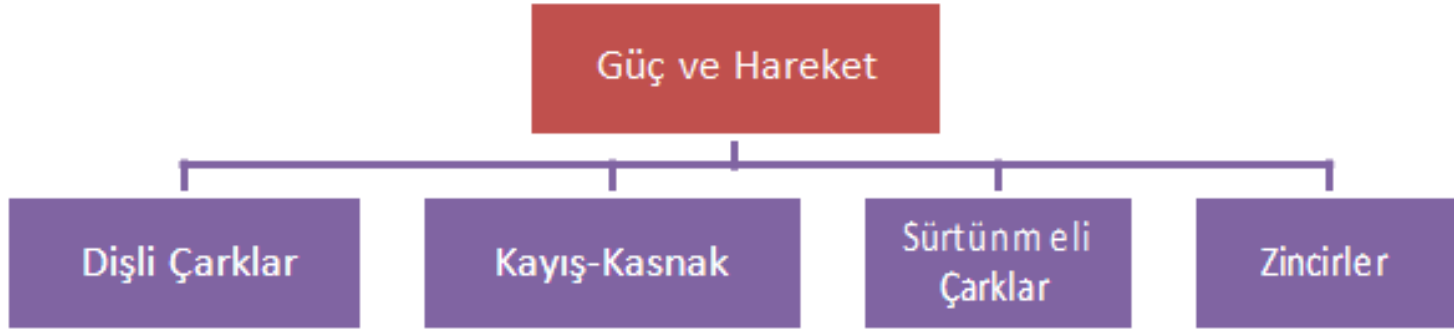 Güç ve Hareket
Dişli Çarklar
Kayış-Kasnak
Sürtünmeli
Çarklar
Zincirler